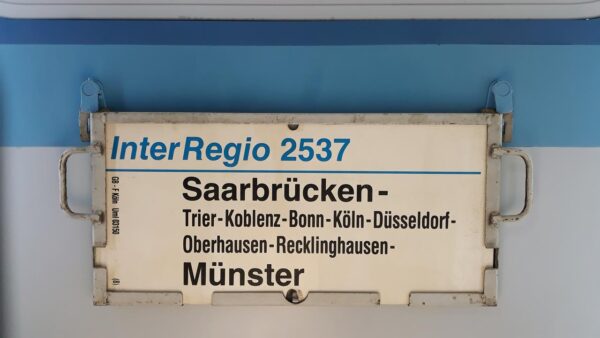 InterRegio 2537
Saarbrücken-
Trier-Koblenz-Bonn-Köln-Düsseldorf-
Oberhausen-Recklinghausen-
Münster